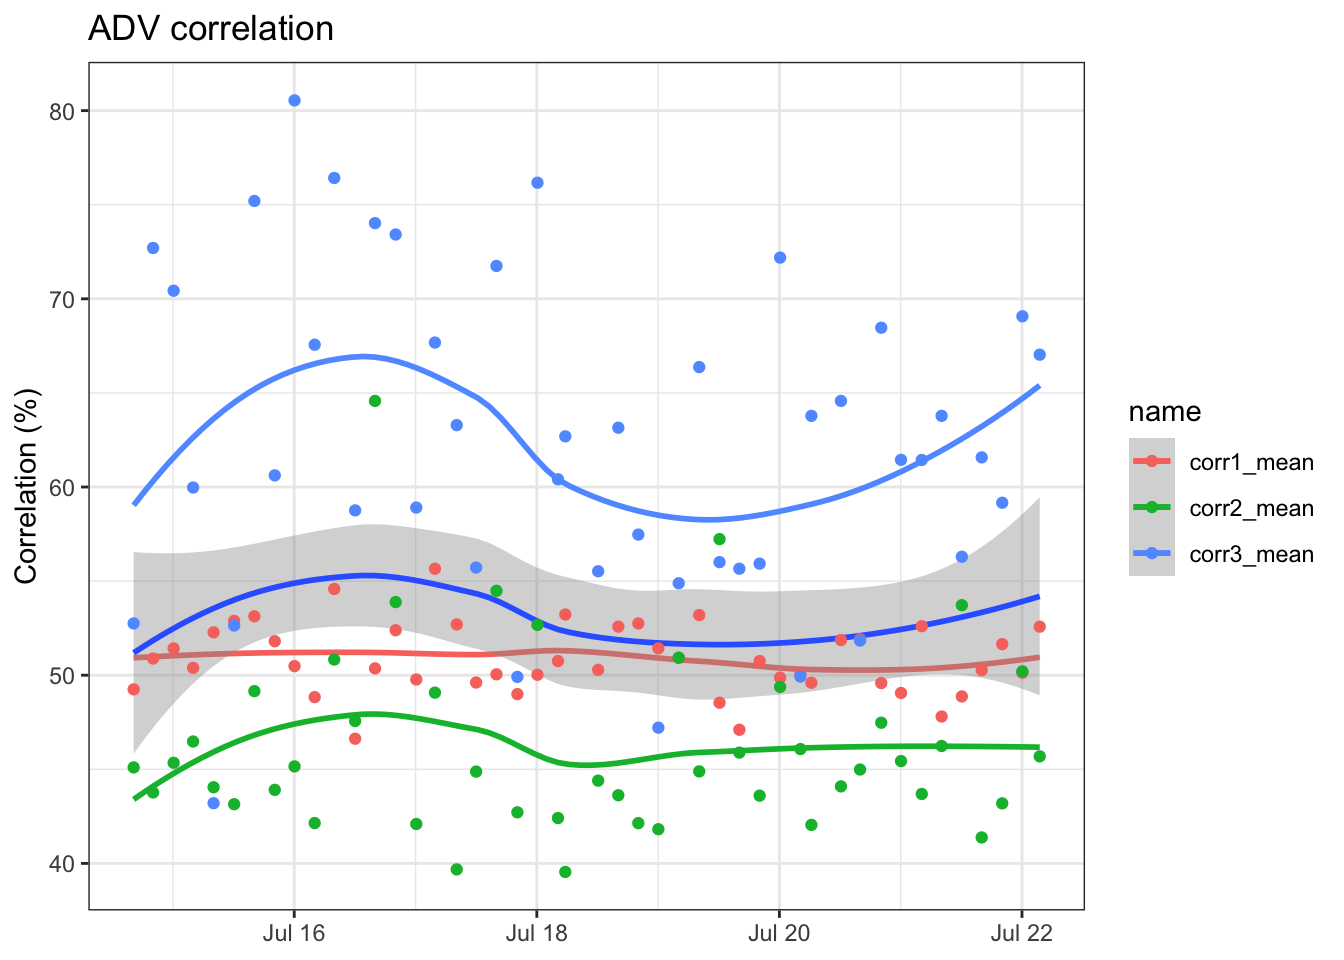 ADV correlation
Correlation (%)
80
70
60
50
40
Jul 16
Jul 18
Jul 20
Jul 22
name
corr1_mean
corr2_mean
corr3_mean